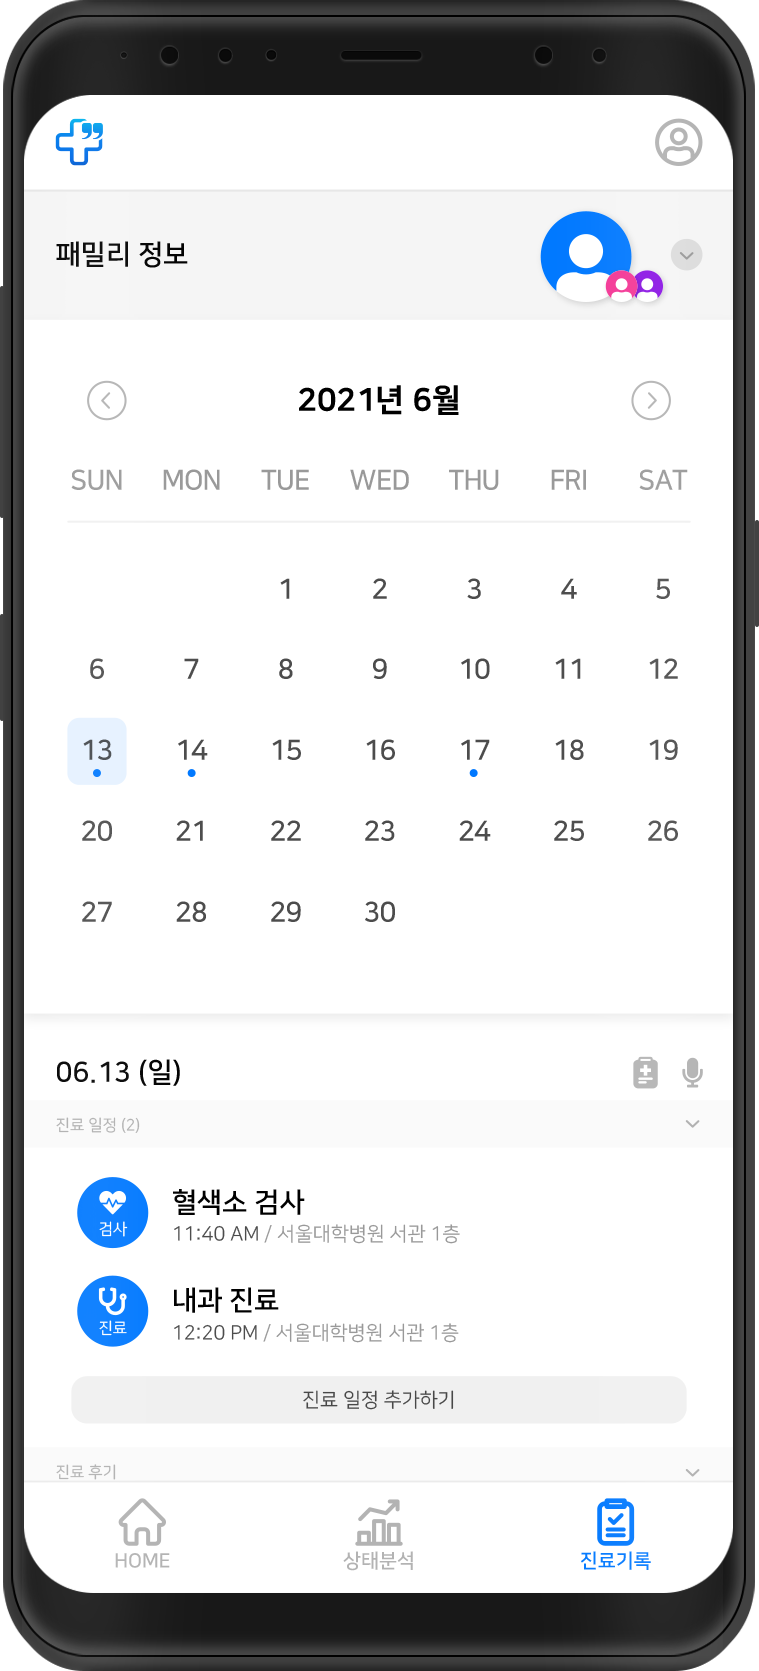 패밀리 정보
2021년 6월
SUN MON TUE WED THU FRI SAT
1 2 3 4 5
6 7 8 9 10 11 12
13 14 15 16 17 18 19
20 21 22 23 24 25 26
27 28 29 30
06.13 (일)
진료 일정 (2)
검사
혈색소 검사
11:40 AM / 서울대학병원 서관 1층
진료
내과 진료
12:20 PM / 서울대학병원 서관 1층
진료 일정 추가하기
진료 후기
HOME 상태분석 진료기록